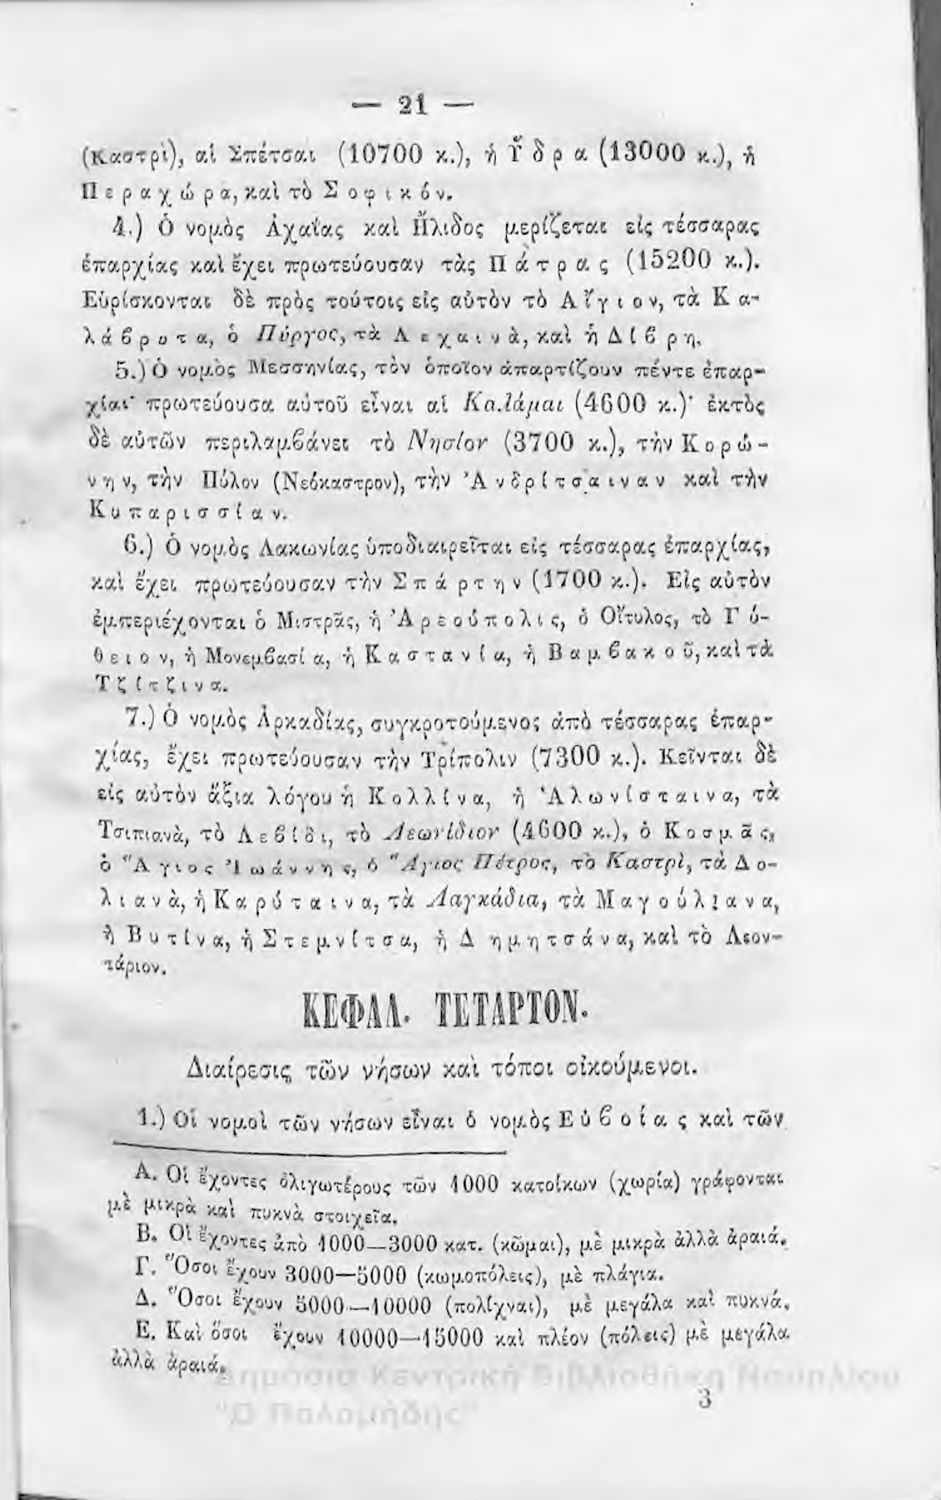 — 21 —
(Καστρὶ), αἱ Σπέτσαι (10700 κ.), ἡ Ὕδρα (13000 κ.), ἡ
Περαχώρα, καὶ τὸ Σοφικόν.
4.) Ὁ νομὸς Ἀχαΐας καὶ Ἤλιδος μερίζεται εἰς τέσσαρας
ἐπαρχίας καὶ ἔχει πρωτεύουσαν τὰς Πάτρας (15200 κ.).
Εὑρίσκονται δὲ πρὸς τούτοις εἰς αὐτὸν τὸ Αἴγιον, τὰ Κα-
λάβρυτα, ὁ Πύργος, τὰ Λεχαινὰ, καὶ ἡ Δίβρη.
5.) Ὁ νομὸς Μεσσηνίας, τὸν ὁποῖον ἀπαρτίζουν πέντε ἐπαρ-
χίαι· πρωτεύουσα αὐτοῦ εἶναι αἱ Καλάμαι (4600 κ.)· ἐκτὸς
δὲ αὐτῶν περιλαμβάνει τὸ Νησίον (3700 κ.), τὴν Κορώ-
νην, τὴν Πύλον (Νεόκαστρον), τὴν Ἀνδρίτσαιναν καὶ τὴν
Κυπαρισσίαν.
6.) Ὁ νομὸς Λακωνίας ὑποδιαιρεῖται εἰς τέσσαρας ἐπαρχίας,
καὶ ἔχει πρωτεύουσαν τὴν Σπάρτην (1700 κ.). Εἰς αὐτὸν
ἐμπεριέχονται ὁ Μιστρᾶς, ἡ Ἀρεούπολις, ὁ Οἴτυλος, τὸ Γύ-
θειον, ἡ Μονεμβασία, ἡ Καστανία, ἡ Βαμβακοῦ, καὶ τὰ
Τζίτζινα.
7.) Ὁ νομὸς Ἀρκαδίας, συγκροτούμενος ἀπὸ τέσσαρας ἐπαρ-
χίας, ἔχει πρωτεύουσαν τὴν Τρίπολιν (7300 κ.). Κεῖνται δὲ
εἰς αὐτὸν ἄξια λόγου ἡ Κολλίνα, ἡ Ἀλωνίσταινα, τὰ
Τσιπιανὰ, τὸ Λεβίδι, τὸ Λεωνίδιον (4600 κ.), ὁ Κοσμᾶς,
ὁ Ἅγιος Ἰωάννης, ὁ Ἅγιος Πέτρος, τὸ Καστρὶ, τὰ Δο-
λιανὰ, ἡ Καρύταινα, τὰ Λαγκάδια, τὰ Μαγούλιανα,
ἡ Βυτίνα, ἡ Στεμνίτσα, ἡ Δημητσάνα, καὶ τὸ Λεον-
τάριον.
ΚΕΦΑΛ. ΤΕΤΑΡΤΟΝ.
Διαίρεσις τῶν νήσων καὶ τόποι οἰκούμενοι.
1.) Οἱ νομοὶ τῶν νήσων εἶναι ὁ νομὸς Εὐβοίας καὶ τῶν
Α. Οἱ ἔχοντες ὀλιγωτέρους τῶν 1000 κατοίκων (χωρία) γράφονται
μὲ μικρὰ καὶ πυκνὰ στοιχεῖα.
Β. Οἱ ἔχοντες ἀπὸ 1000—3000 κατ. (κῶμαι), μὲ μικρὰ ἀλλὰ ἀραιά.
Γ. Ὅσοι ἔχουν 3000—5000 (κωμοπόλεις), μὲ πλάγια.
Δ. Ὅσοι ἔχουν 5000—10000 (πολίχναι), μὲ μεγάλα καὶ πυκνά.
Ε. Καὶ ὅσοι ἔχουν 10000—15000 καὶ πλέον (πόλεις) μὲ μεγάλα
ἀλλὰ ἀραιά.
3
Δημόσια Κεντρική Βιβλιοθήκη Ναυπλίου
"Ο Παλαμήδης"